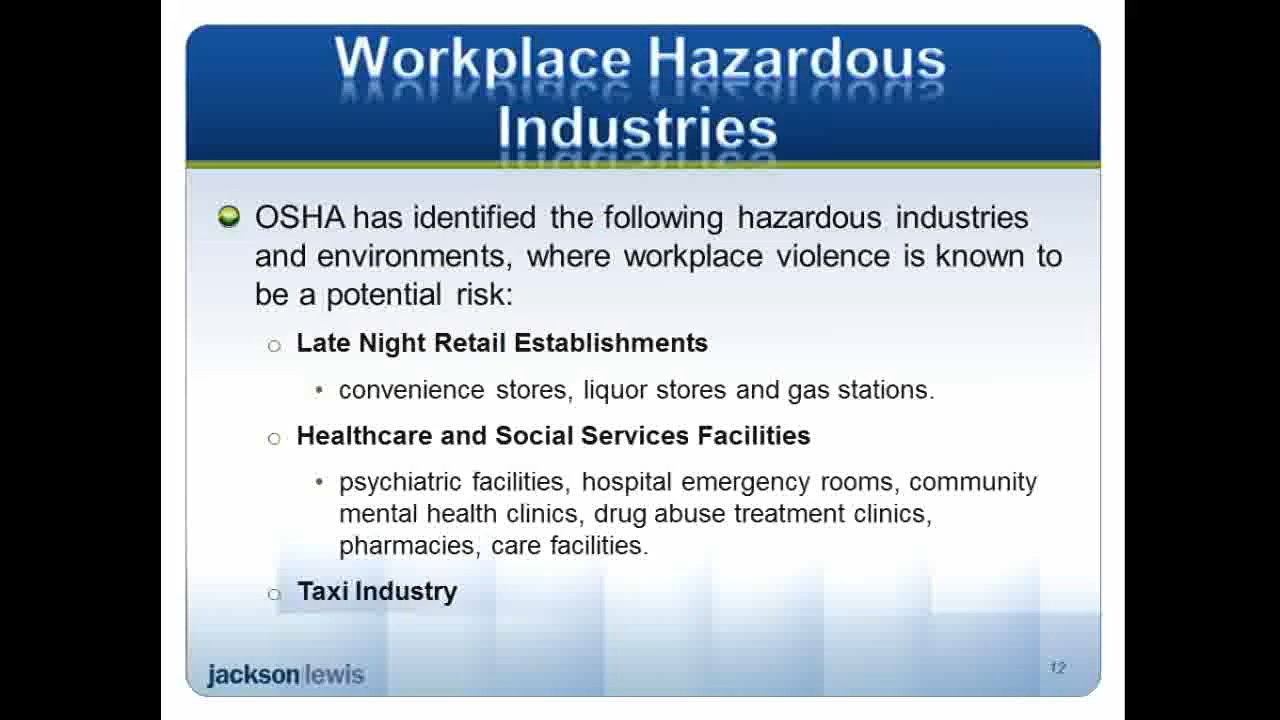 Workplace Hazardous
Industries
OSHA has identified the following hazardous industries
and environments, where workplace violence is known to
be a potential risk:
Late Night Retail Establishments
convenience stores, liquor stores and gas stations.
Healthcare and Social Services Facilities
psychiatric facilities, hospital emergency rooms, community
mental health clinics, drug abuse treatment clinics,
pharmacies, care facilities.
Taxi Industry
jackson|lewis
12